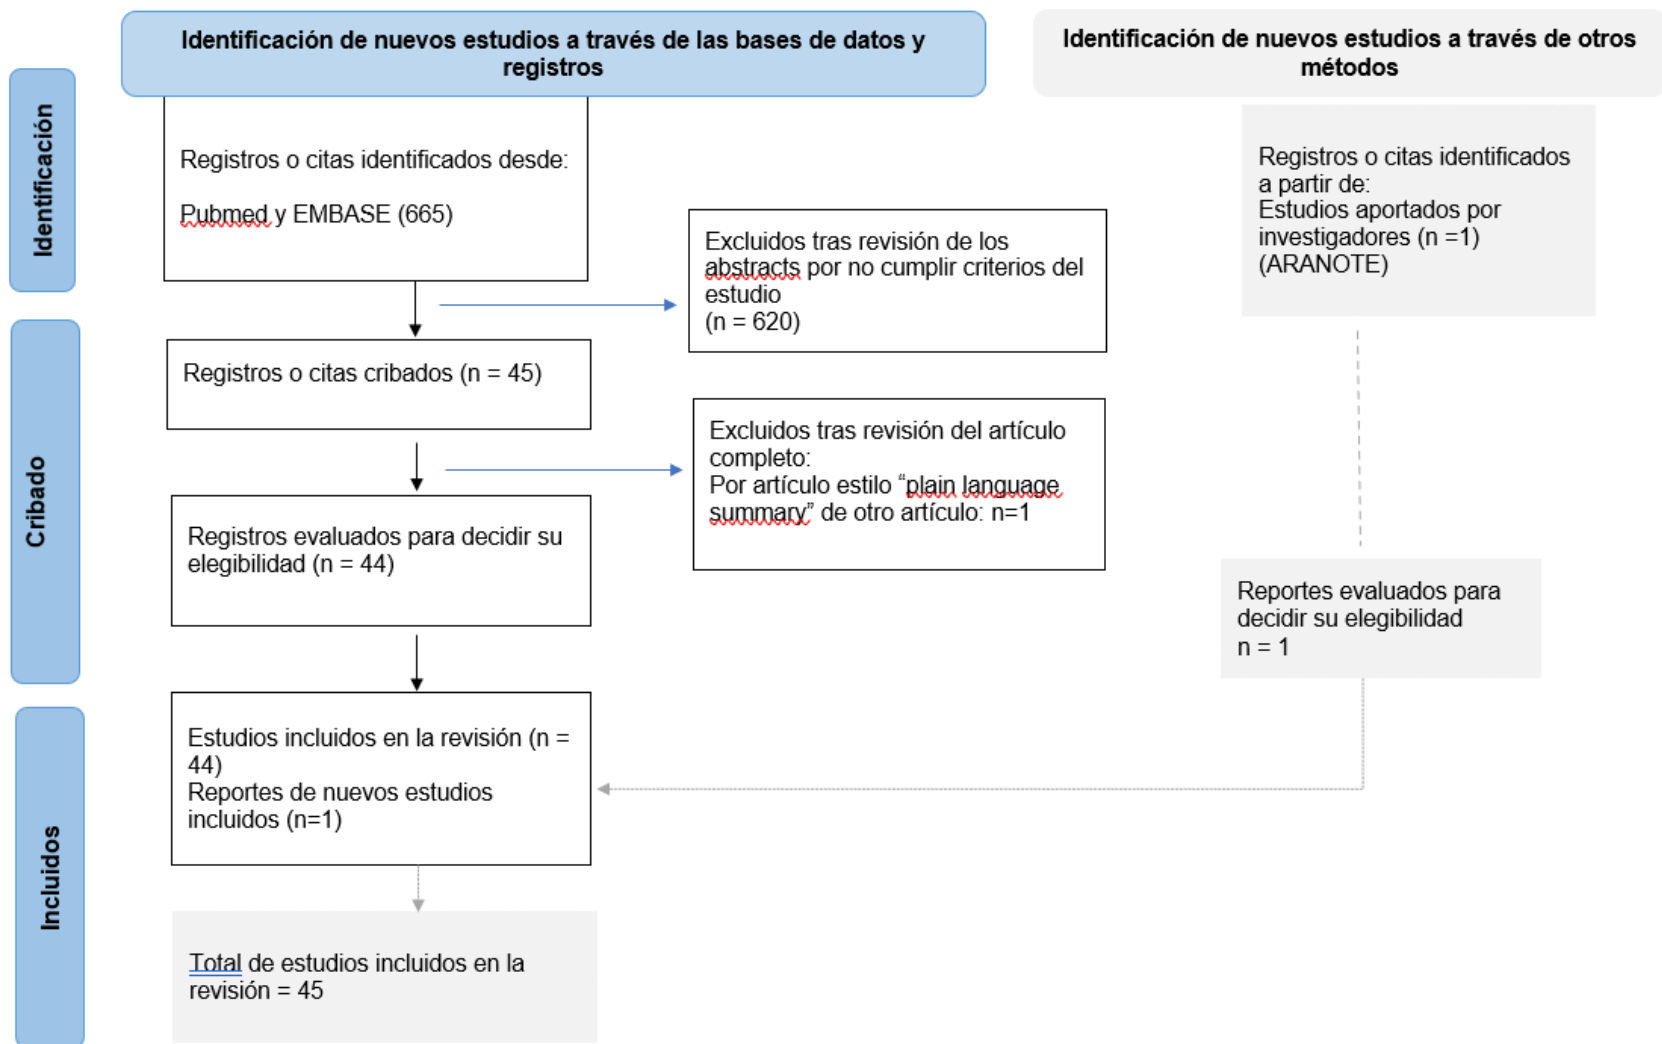 Identificación de nuevos estudios a través de las bases de datos y
registros
Identificación de nuevos estudios a través de otros
métodos
Identificación
Registros o citas identificados desde:
Pubmed y EMBASE (665)
Excluidos tras revisión de los
abstracts por no cumplir criterios del
estudio
(n = 620)
Registros o citas identificados
a partir de:
Estudios aportados por
investigadores (n =1)
(ARANOTE)
Cribado
Registros o citas cribados (n = 45)
Excluidos tras revisión del artículo
completo:
Por artículo estilo “plain language
summary” de otro artículo: n=1
Registros evaluados para decidir su
elegibilidad (n = 44)
Reportes evaluados para
decidir su elegibilidad
n = 1
Incluidos
Estudios incluidos en la revisión (n =
44)
Reportes de nuevos estudios
incluidos (n=1)
Total de estudios incluidos en la
revisión = 45